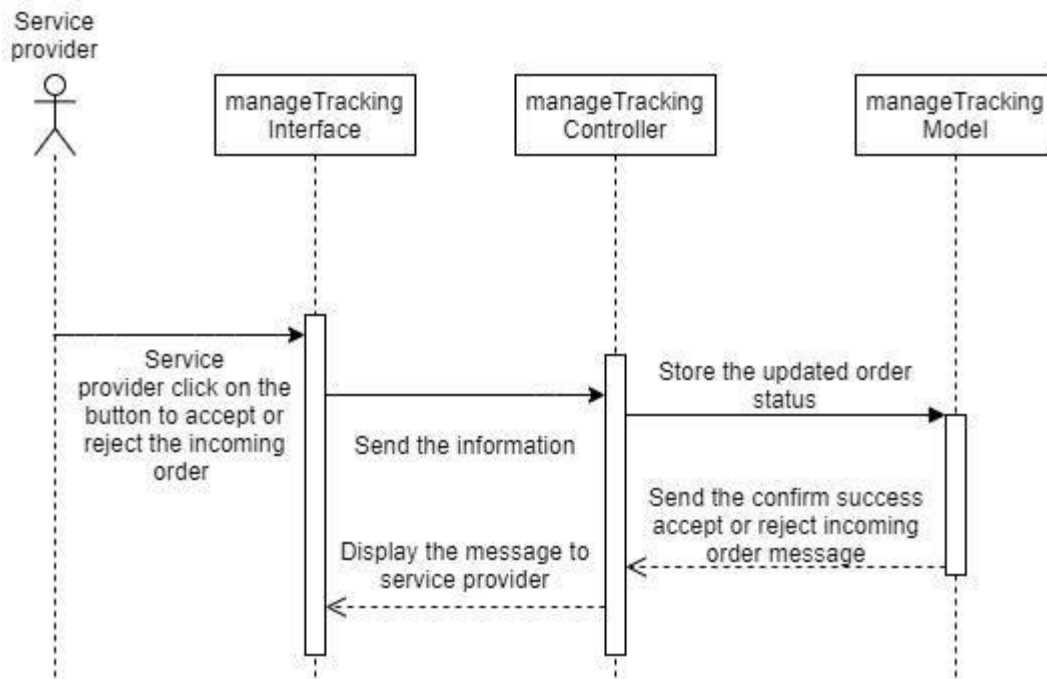 Service
provider
manageTracking
Interface
manageTracking
Controller
manageTracking
Model
Service
provider click on the
button to accept or
reject the incoming
order
Send the information
Store the updated order
status
Send the confirm success
accept or reject incoming
order message
Display the message to
service provider